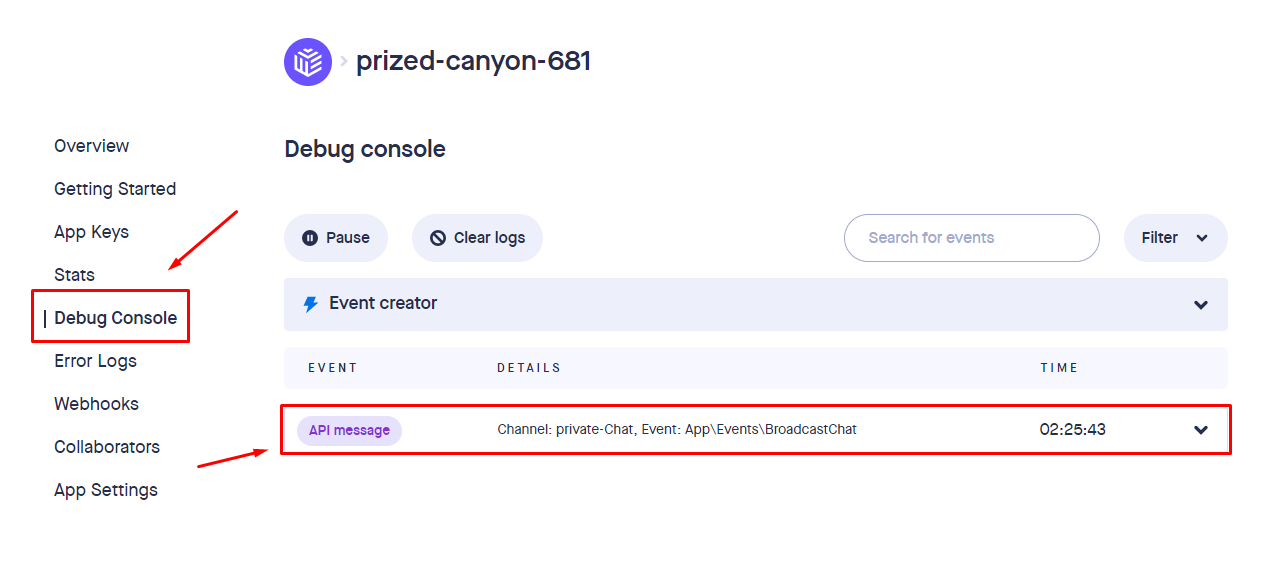 prized-canyon-681
Overview
Getting Started
App Keys
Stats
Debug Console
Error Logs
Webhooks
Collaborators
App Settings
Debug console
Pause
Clear logs
Search for events
Filter
Event creator
EVENT DETAILS TIME
API message Channel: private-Chat, Event: App\Events\BroadcastChat 02:25:43